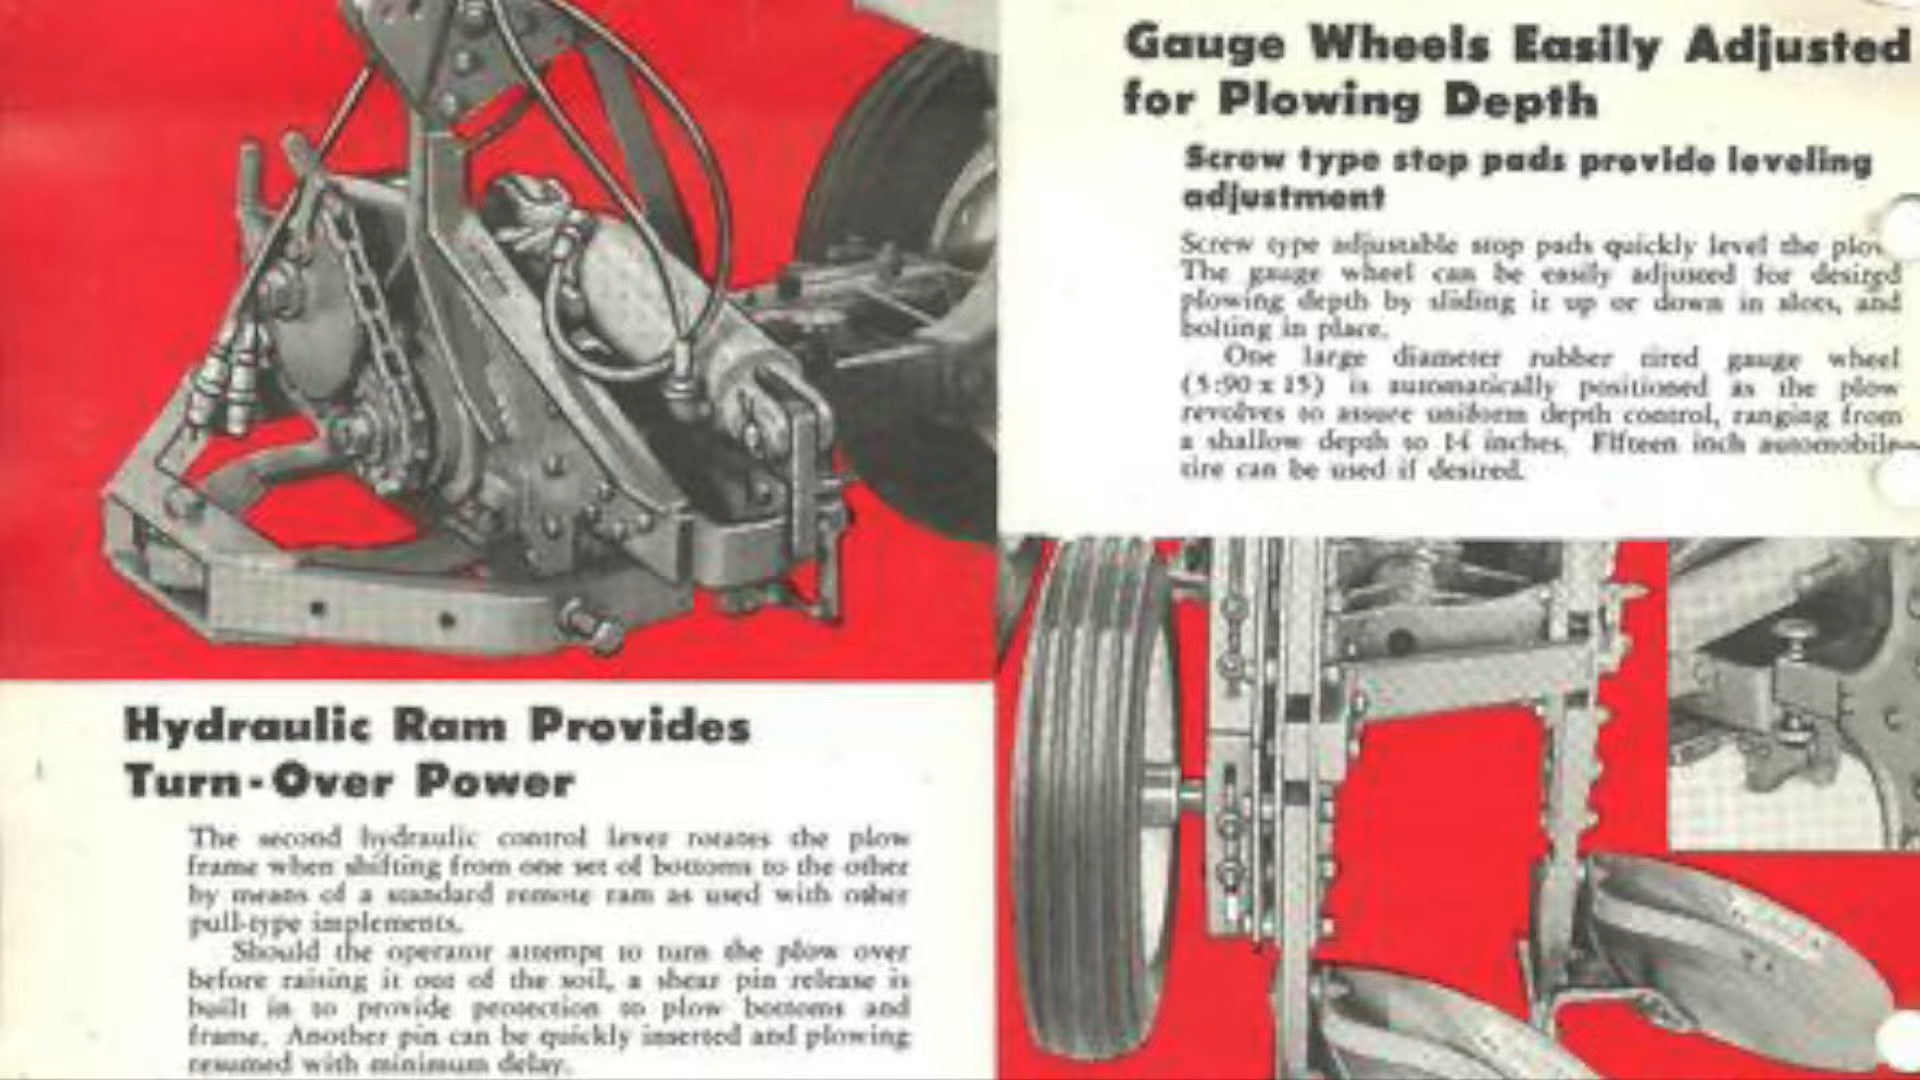 Hydraulic Ram Provides
Turn-Over Power
The second hydraulic control lever rotates the plow
frame when shifting from one set of bottoms to the other
by means of a standard remote ram as used with other
pull-type implements.
Should the operator attempt to turn the plow over
before raising it out of the soil, a shear pin release is
built in to provide protection to plow bottoms and
frame. Another pin can be quickly inserted and plowing
resumed with minimum delay.
Gauge Wheels Easily Adjusted
for Plowing Depth
Screw type stop pads provide leveling
adjustment
Screw type adjustable stop pads quickly level the plow
The gauge wheel can be easily adjusted for desired
plowing depth by sliding it up or down in slots, and
bolting in place.
One large diameter rubber tired gauge wheel
(5:90 x 15) is automatically positioned as the plow
revolves to assure uniform depth control, ranging from
a shallow depth to 14 inches. Fifteen inch automobile
tire can be used if desired.